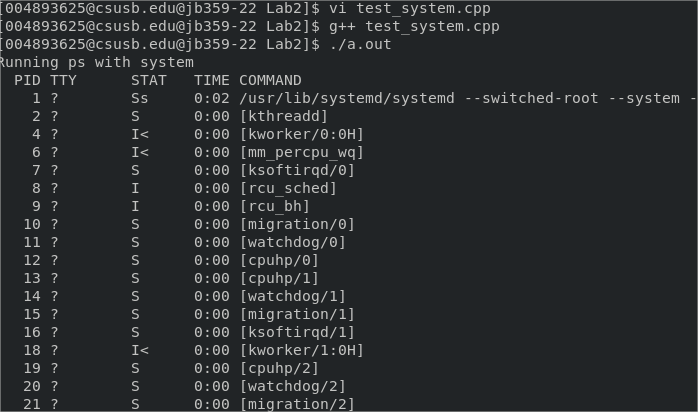 [004893625@csusb.edu@jb359-22 Lab2]$ vi test_system.cpp
[004893625@csusb.edu@jb359-22 Lab2]$ g++ test_system.cpp
[004893625@csusb.edu@jb359-22 Lab2]$ ./a.out
Running ps with system
PID TTY STAT TIME COMMAND
1 ? Ss 0:02 /usr/lib/systemd/systemd --switched-root --system -
2 ? S 0:00 [kthreadd]
4 ? I< 0:00 [kworker/0:0H]
6 ? I< 0:00 [mm_percpu_wq]
7 ? S 0:00 [ksoftirqd/0]
8 ? I 0:00 [rcu_sched]
9 ? I 0:00 [rcu_bh]
10 ? S 0:00 [migration/0]
11 ? S 0:00 [watchdog/0]
12 ? S 0:00 [cpuhp/0]
13 ? S 0:00 [cpuhp/1]
14 ? S 0:00 [watchdog/1]
15 ? S 0:00 [migration/1]
16 ? S 0:00 [ksoftirqd/1]
18 ? I< 0:00 [kworker/1:0H]
19 ? S 0:00 [cpuhp/2]
20 ? S 0:00 [watchdog/2]
21 ? S 0:00 [migration/2]